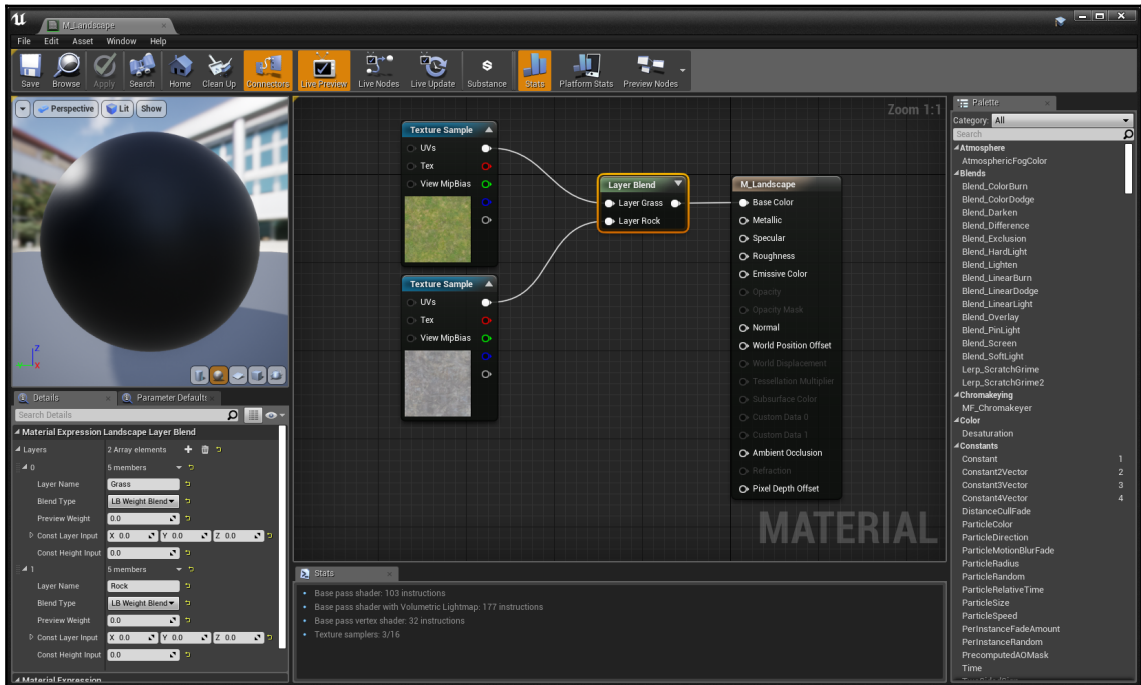 M_Landscape
File Edit Asset Window Help
Save Browse Apply Search Home Clean Up Connectors Live Preview Live Nodes Live Update Substance Stats Platform Stats Preview Nodes
Perspective Lit Show
Z
X
Zoom 1:1
Texture Sample
UVs
Tex
View MipBias
Texture Sample
UVs
Tex
View MipBias
Layer Blend
Layer Grass
Layer Rock
M_Landscape
Base Color
Metallic
Specular
Roughness
Emissive Color
Opacity
Opacity Mask
Normal
World Position Offset
World Displacement
Tessellation Multiplier
Subsurface Color
Custom Data 0
Custom Data 1
Ambient Occlusion
Refraction
Pixel Depth Offset
MATERIAL
Details Parameter Defaults
Search Details
Material Expression Landscape Layer Blend
Layers 2 Array elements
0 5 members
Layer Name Grass
Blend Type LB Weight Blend
Preview Weight 0.0
Const Layer Input X 0.0 Y 0.0 Z 0.0
Const Height Input 0.0
1 5 members
Layer Name Rock
Blend Type LB Weight Blend
Preview Weight 0.0
Const Layer Input X 0.0 Y 0.0 Z 0.0
Const Height Input 0.0
Material Expression
Stats
Base pass shader: 103 instructions
Base pass shader with Volumetric Lightmap: 177 instructions
Base pass vertex shader: 32 instructions
Texture samplers: 3/16
Palette
Category: All
Search
Atmosphere
AtmosphericFogColor
Blends
Blend_ColorBurn
Blend_ColorDodge
Blend_Darken
Blend_Difference
Blend_Exclusion
Blend_HardLight
Blend_Lighten
Blend_LinearBurn
Blend_LinearDodge
Blend_LinearLight
Blend_Overlay
Blend_PinLight
Blend_Screen
Blend_SoftLight
Lerp_ScratchGrime
Lerp_ScratchGrime2
Chromakeying
MF_Chromakeyer
Color
Desaturation
Constants
Constant 1
Constant2Vector 2
Constant3Vector 3
Constant4Vector 4
DistanceCullFade
ParticleColor
ParticleDirection
ParticleMotionBlurFade
ParticleRadius
ParticleRandom
ParticleRelativeTime
ParticleSize
ParticleSpeed
PerInstanceFadeAmount
PerInstanceRandom
PrecomputedAOMask
Time